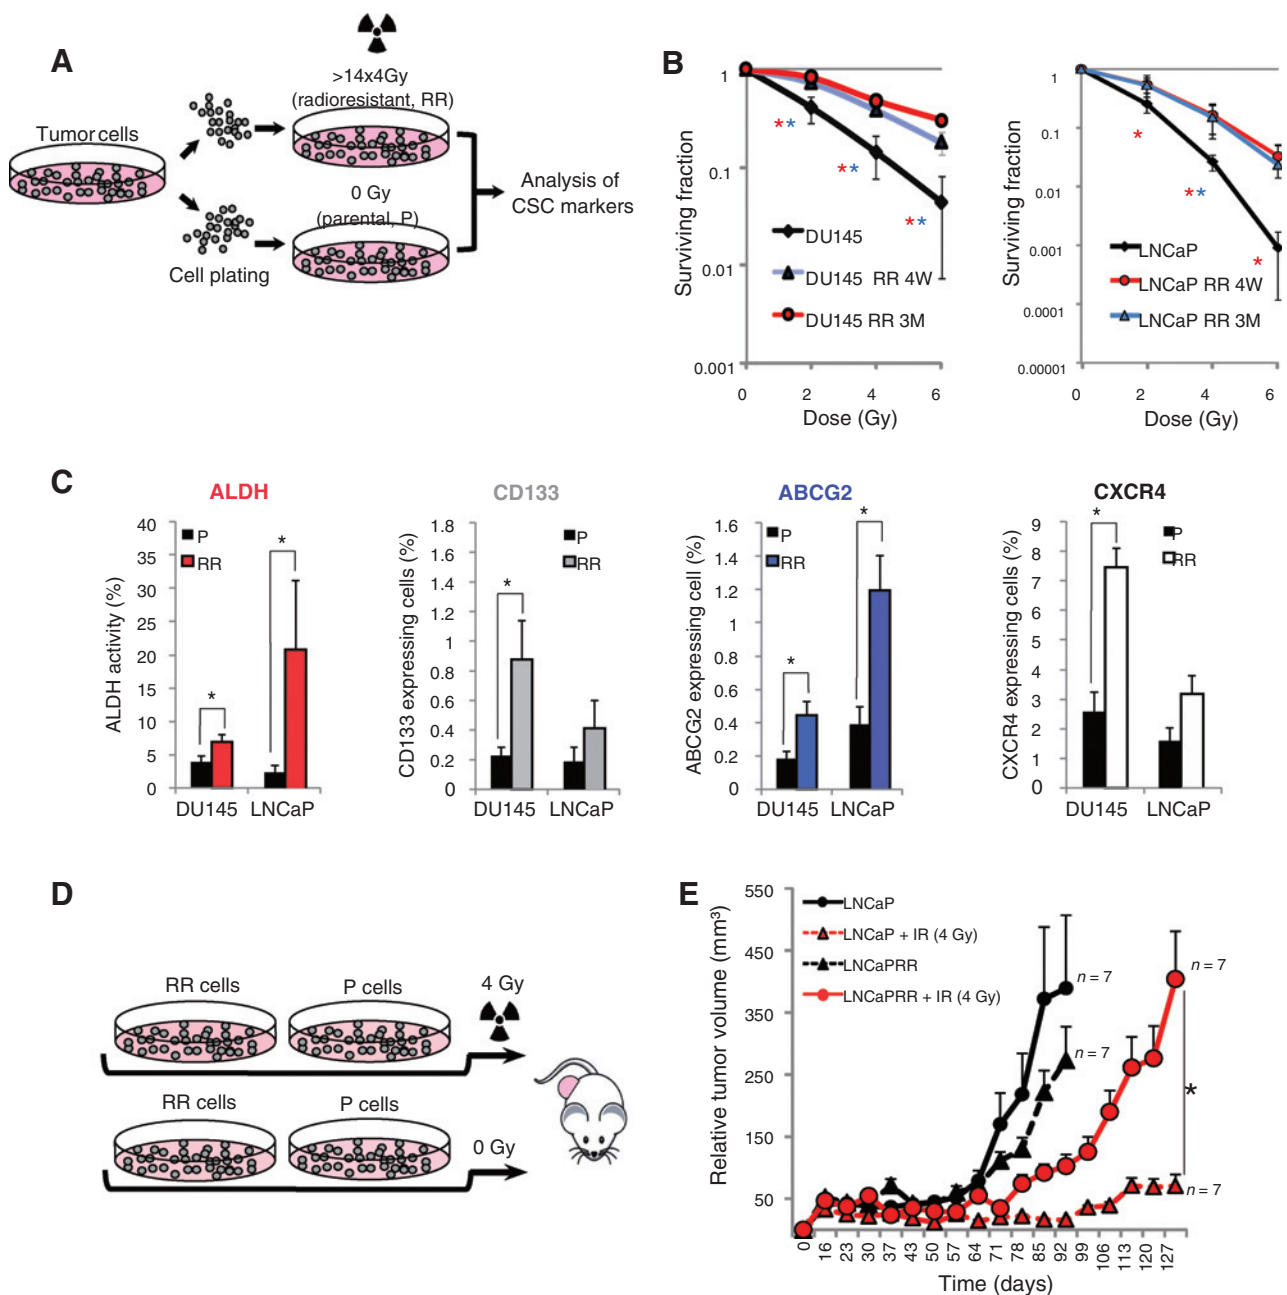 A
>14x4Gy
(radioresistant, RR)
Tumor cells
0 Gy
(parental, P)
Cell plating
Analysis of
CSC markers
B
Surviving fraction
1
0.1
0.01
0.001
* *
* *
* *
DU145
DU145 RR 4W
DU145 RR 3M
0 2 4 6
Dose (Gy)
Surviving fraction
1
0.1
0.01
0.001
0.0001
0.00001
*
* *
*
LNCaP
LNCaP RR 4W
LNCaP RR 3M
0 2 4 6
Dose (Gy)
C
ALDH
ALDH activity (%)
40
35
30
25
20
15
10
5
0
P
RR
*
*
DU145 LNCaP
CD133
CD133 expressing cells (%)
1.8
1.6
1.4
1.2
1
0.8
0.6
0.4
0.2
0
P
RR
*
DU145 LNCaP
ABCG2
ABCG2 expressing cell (%)
1.6
1.4
1.2
1
0.8
0.6
0.4
0.2
0
P
RR
*
*
DU145 LNCaP
CXCR4
CXCR4 expressing cells (%)
9
8
7
6
5
4
3
2
1
0
P
RR
*
DU145 LNCaP
D
RR cells P cells 4 Gy
RR cells P cells 0 Gy
E
Relative tumor volume (mm³)
550
450
350
250
150
50
LNCaP
LNCaP + IR (4 Gy)
LNCaPRR
LNCaPRR + IR (4 Gy)
n = 7
n = 7
n = 7
*
n = 7
0 16 23 30 37 43 50 57 64 71 78 85 92 99 106 113 120 127
Time (days)